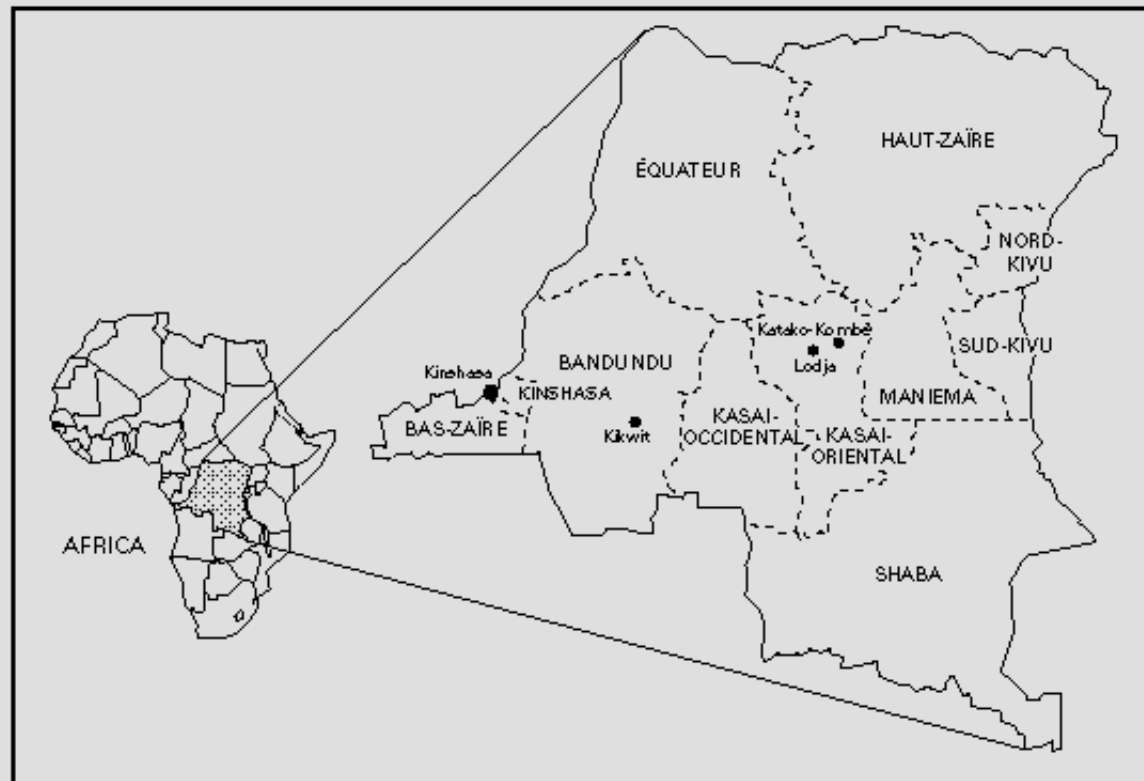 HAUT-ZAÏRE
ÉQUATEUR
NORD-
KIVU
Katako-Kombé
Lodja
SUD-KIVU
BANDUNDU
Kinshasa
KINSHASA
MANIEMA
BAS-ZAÏRE
Kikwit
KASAI-
OCCIDENTAL
KASAI-
ORIENTAL
AFRICA
SHABA